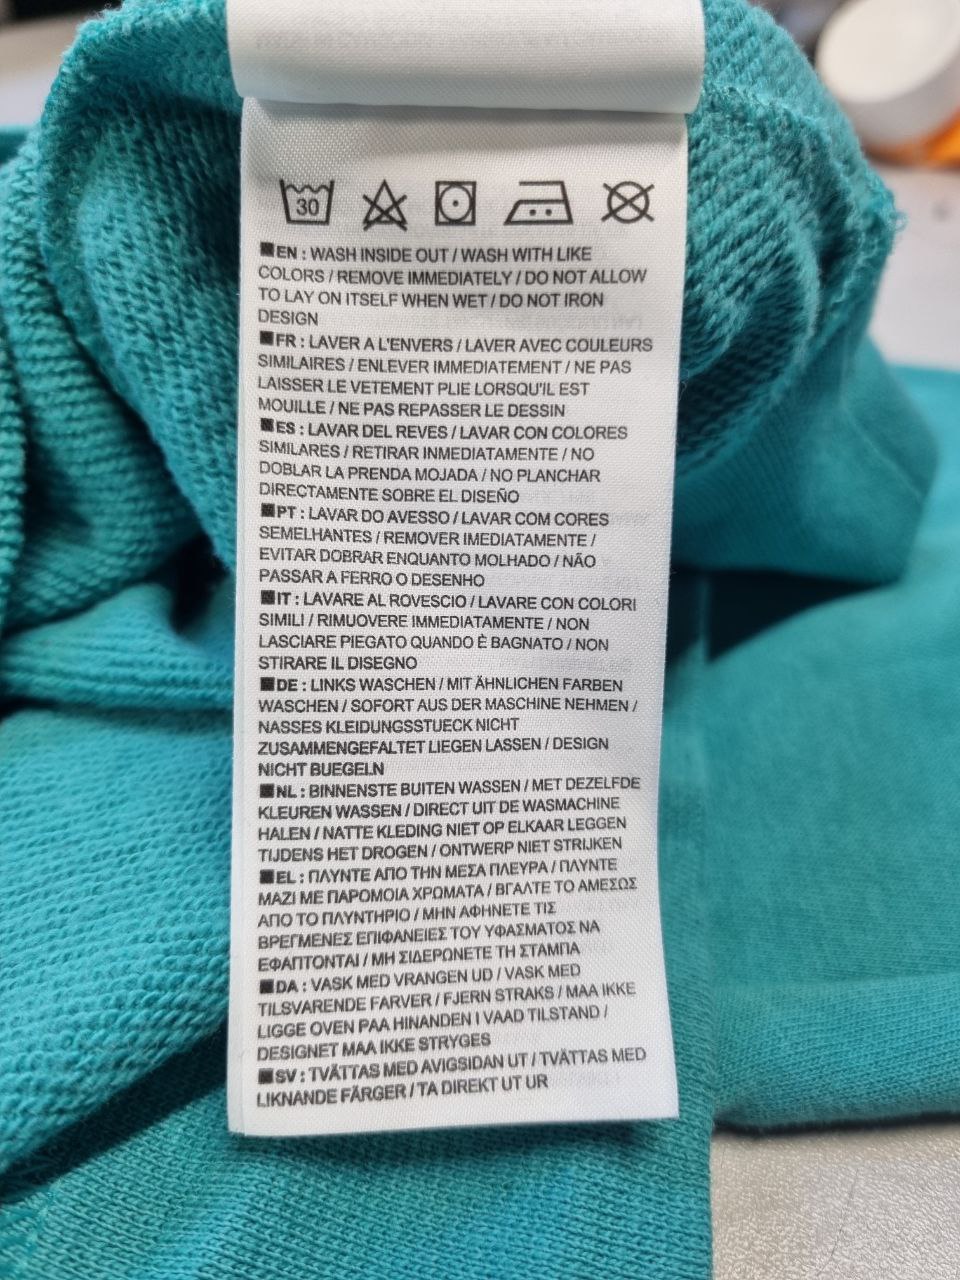 30
EN : WASH INSIDE OUT / WASH WITH LIKE
COLORS / REMOVE IMMEDIATELY / DO NOT ALLOW
TO LAY ON ITSELF WHEN WET / DO NOT IRON
DESIGN
FR : LAVER A L'ENVERS / LAVER AVEC COULEURS
SIMILAIRES / ENLEVER IMMEDIATEMENT / NE PAS
LAISSER LE VETEMENT PLIE LORSQU'IL EST
MOUILLE / NE PAS REPASSER LE DESSIN
ES : LAVAR DEL REVES / LAVAR CON COLORES
SIMILARES / RETIRAR INMEDIATAMENTE / NO
DOBLAR LA PRENDA MOJADA / NO PLANCHAR
DIRECTAMENTE SOBRE EL DISEÑO
PT : LAVAR DO AVESSO / LAVAR COM CORES
SEMELHANTES / REMOVER IMEDIATAMENTE /
EVITAR DOBRAR ENQUANTO MOLHADO / NÃO
PASSAR A FERRO O DESENHO
IT : LAVARE AL ROVESCIO / LAVARE CON COLORI
SIMILI / RIMUOVERE IMMEDIATAMENTE / NON
LASCIARE PIEGATO QUANDO È BAGNATO / NON
STIRARE IL DISEGNO
DE : LINKS WASCHEN / MIT ÄHNLICHEN FARBEN
WASCHEN / SOFORT AUS DER MASCHINE NEHMEN /
NASSES KLEIDUNGSSTUECK NICHT
ZUSAMMENGEFALTET LIEGEN LASSEN / DESIGN
NICHT BUEGELN
NL : BINNENSTE BUITEN WASSEN / MET DEZELFDE
KLEUREN WASSEN / DIRECT UIT DE WASMACHINE
HALEN / NATTE KLEDING NIET OP ELKAAR LEGGEN
TIJDENS HET DROGEN / ONTWERP NIET STRIJKEN
EL : ΠΛΥΝΤΕ ΑΠΟ ΤΗΝ ΜΕΣΑ ΠΛΕΥΡΑ / ΠΛΥΝΤΕ
ΜΑΖΙ ΜΕ ΠΑΡΟΜΟΙΑ ΧΡΩΜΑΤΑ / ΒΓΑΛΤΕ ΤΟ ΑΜΕΣΩΣ
ΑΠΟ ΤΟ ΠΛΥΝΤΗΡΙΟ / ΜΗΝ ΑΦΗΝΕΤΕ ΤΙΣ
ΒΡΕΓΜΕΝΕΣ ΕΠΙΦΑΝΕΙΕΣ ΤΟΥ ΥΦΑΣΜΑΤΟΣ ΝΑ
ΕΦΑΠΤΟΝΤΑΙ / ΜΗ ΣΙΔΕΡΩΝΕΤΕ ΤΗ ΣΤΑΜΠΑ
DA : VASK MED VRANGEN UD / VASK MED
TILSVARENDE FARVER / FJERN STRAKS / MAA IKKE
LIGGE OVEN PAA HINANDEN I VAAD TILSTAND /
DESIGNET MAA IKKE STRYGES
SV : TVÄTTAS MED AVIGSIDAN UT / TVÄTTAS MED
LIKNANDE FÄRGER / TA DIREKT UT UR